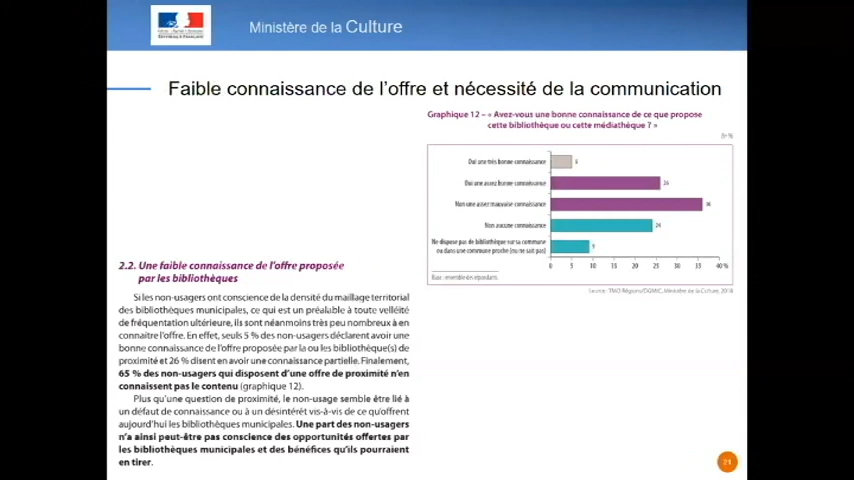 Ministère de la Culture
Faible connaissance de l'offre et nécessité de la communication
Graphique 12 – « Avez-vous une bonne connaissance de ce que propose
cette bibliothèque ou cette médiathèque ? »
En %
Oui une très bonne connaissance
Oui une assez bonne connaissance
26
Non une assez mauvaise connaissance
36
Non aucune connaissance
24
Ne dispose pas de bibliothèque sur sa commune
ou dans une commune proche (ou ne sait pas)
9
0 5 10 15 20 25 30 35 40 %
Base : ensemble des répondants.
Source : TMO Régions/DGMIC, Ministère de la Culture, 2018
2.2. Une faible connaissance de l'offre proposée
par les bibliothèques
Si les non-usagers ont conscience de la densité du maillage territorial
des bibliothèques municipales, ce qui est un préalable à toute velléité
de fréquentation ultérieure, ils sont néanmoins très peu nombreux à en
connaitre l'offre. En effet, seuls 5 % des non-usagers déclarent avoir une
bonne connaissance de l'offre proposée par la ou les bibliothèque(s) de
proximité et 26 % disent en avoir une connaissance partielle. Finalement,
65 % des non-usagers qui disposent d'une offre de proximité n'en
connaissent pas le contenu (graphique 12).
Plus qu'une question de proximité, le non-usage semble être lié à
un défaut de connaissance ou à un désintérêt vis-à-vis de ce qu'offrent
aujourd'hui les bibliothèques municipales. Une part des non-usagers
n'a ainsi peut-être pas conscience des opportunités offertes par
les bibliothèques municipales et des bénéfices qu'ils pourraient
en tirer.
21